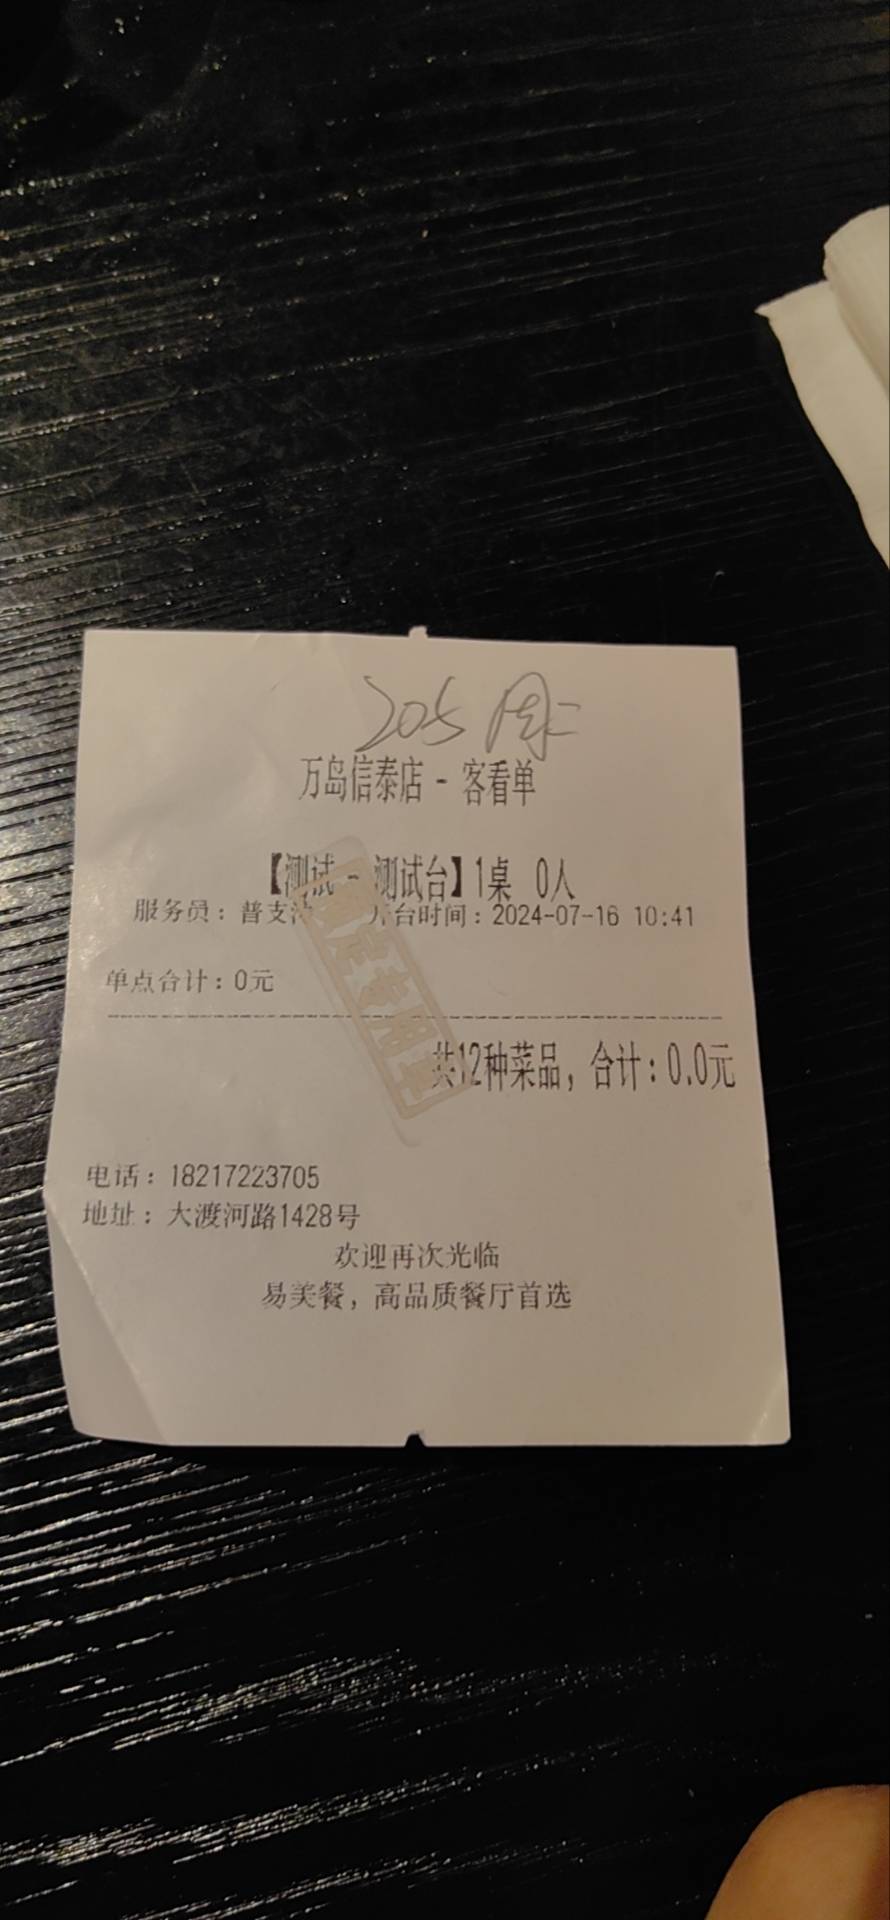 205 周二
万岛信泰店 - 客看单
【测试 - 测试台】1桌 0人
服务员：普支 开台时间：2024-07-16 10:41
单点合计：0元
共12种菜品，合计：0.0元
电话：18217223705
地址：大渡河路1428号
欢迎再次光临
易美餐，高品质餐厅首选